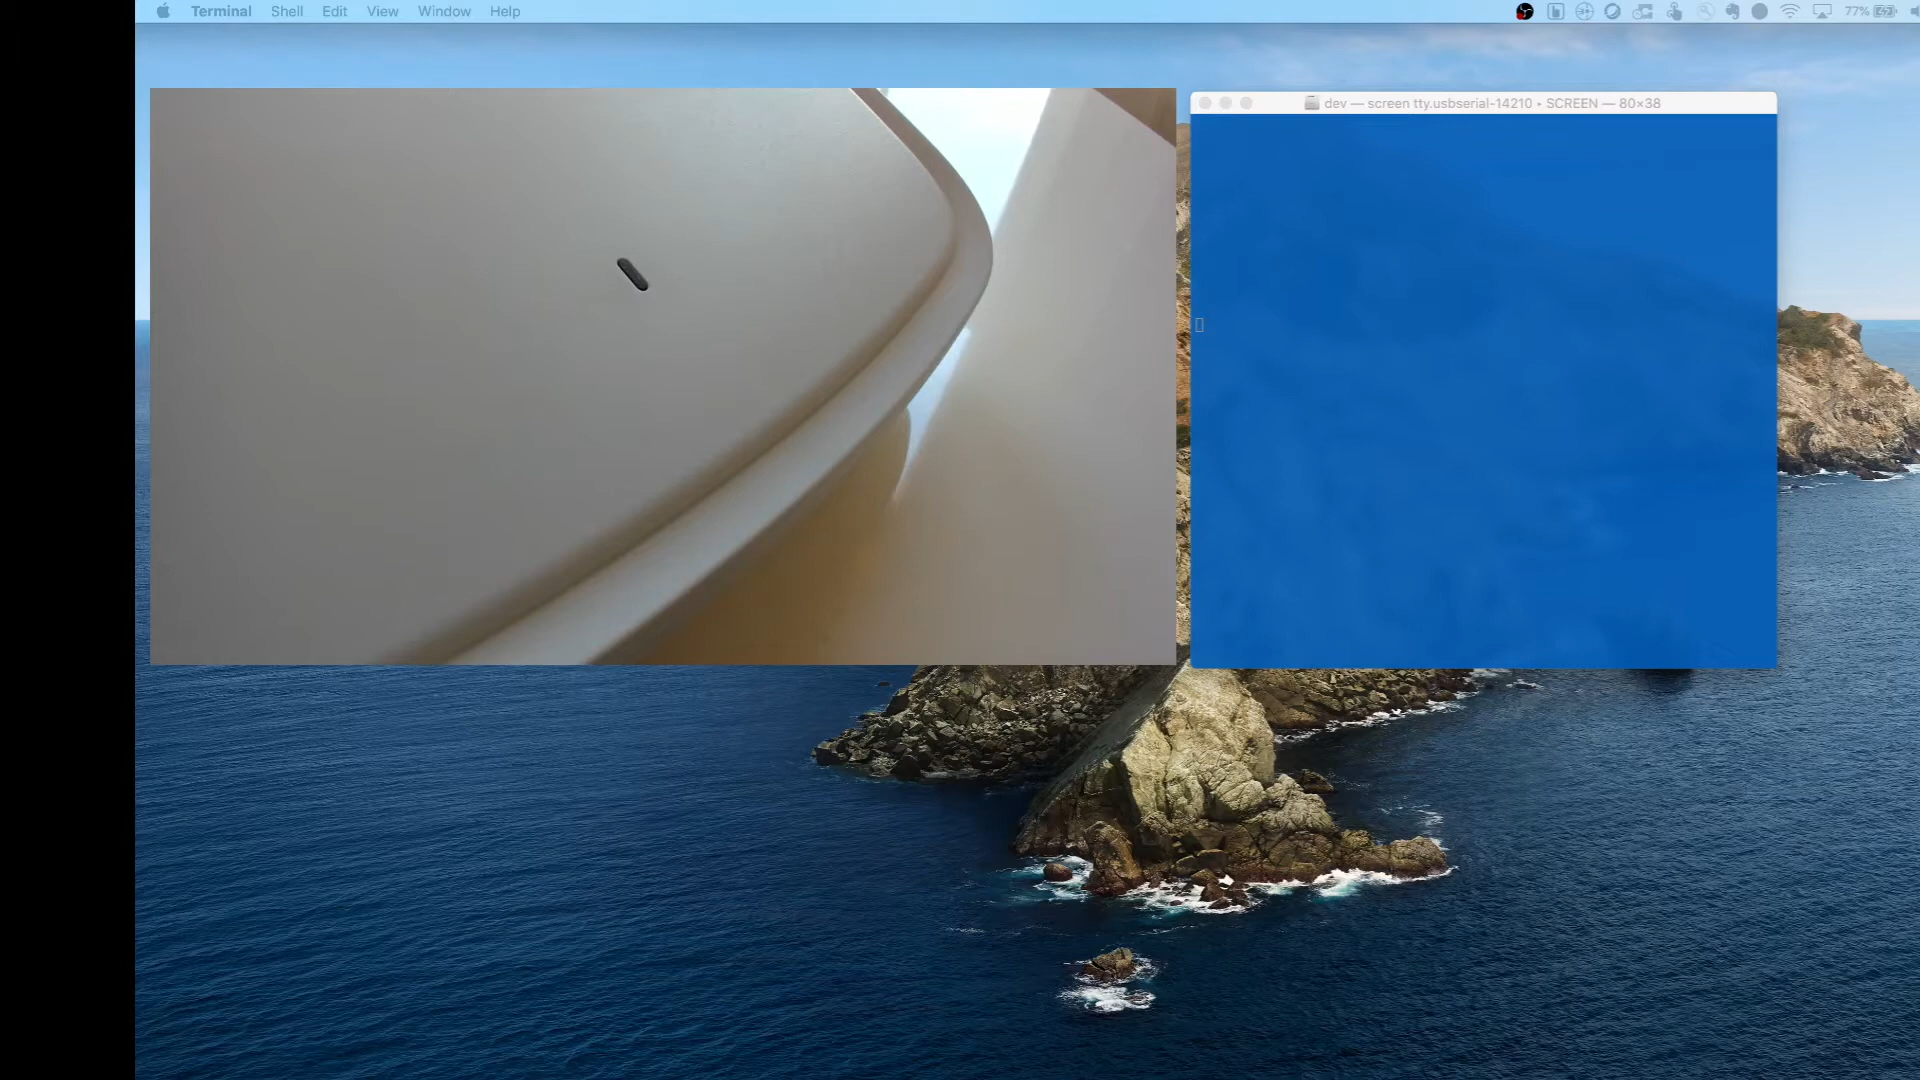 Terminal Shell Edit View Window Help 77%
dev — screen tty.usbserial-14210 • SCREEN — 80×38